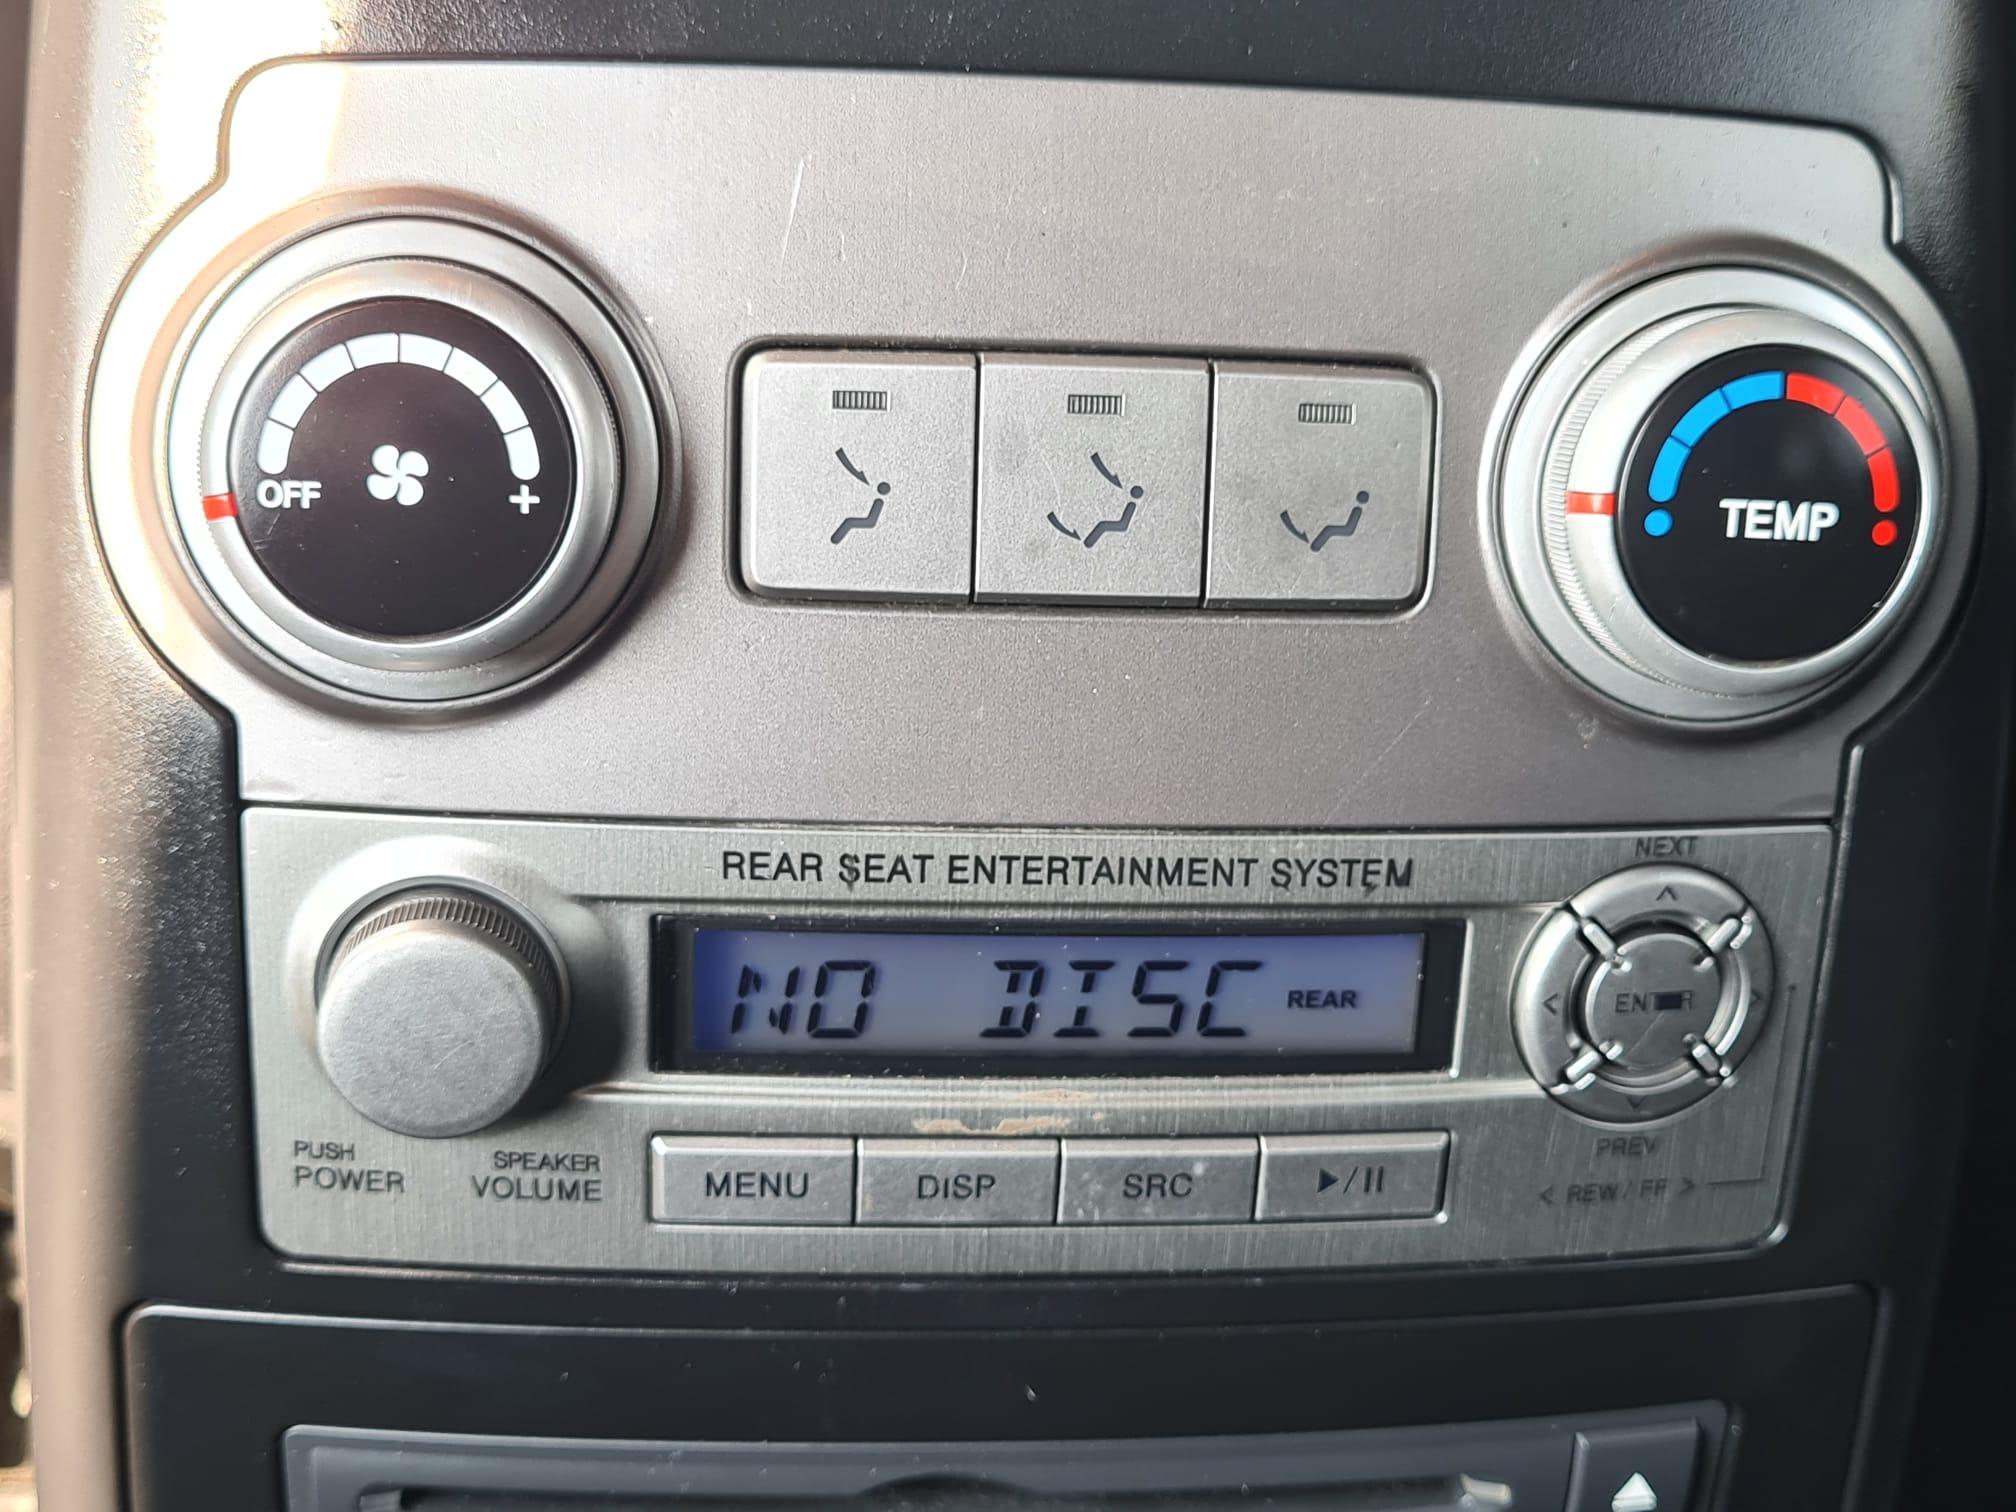 OFF
+
TEMP
REAR SEAT ENTERTAINMENT SYSTEM
NEXT
NO DISC REAR
ENTER
PUSH
POWER
SPEAKER
VOLUME
MENU
DISP
SRC
PREV
< REW / FF >